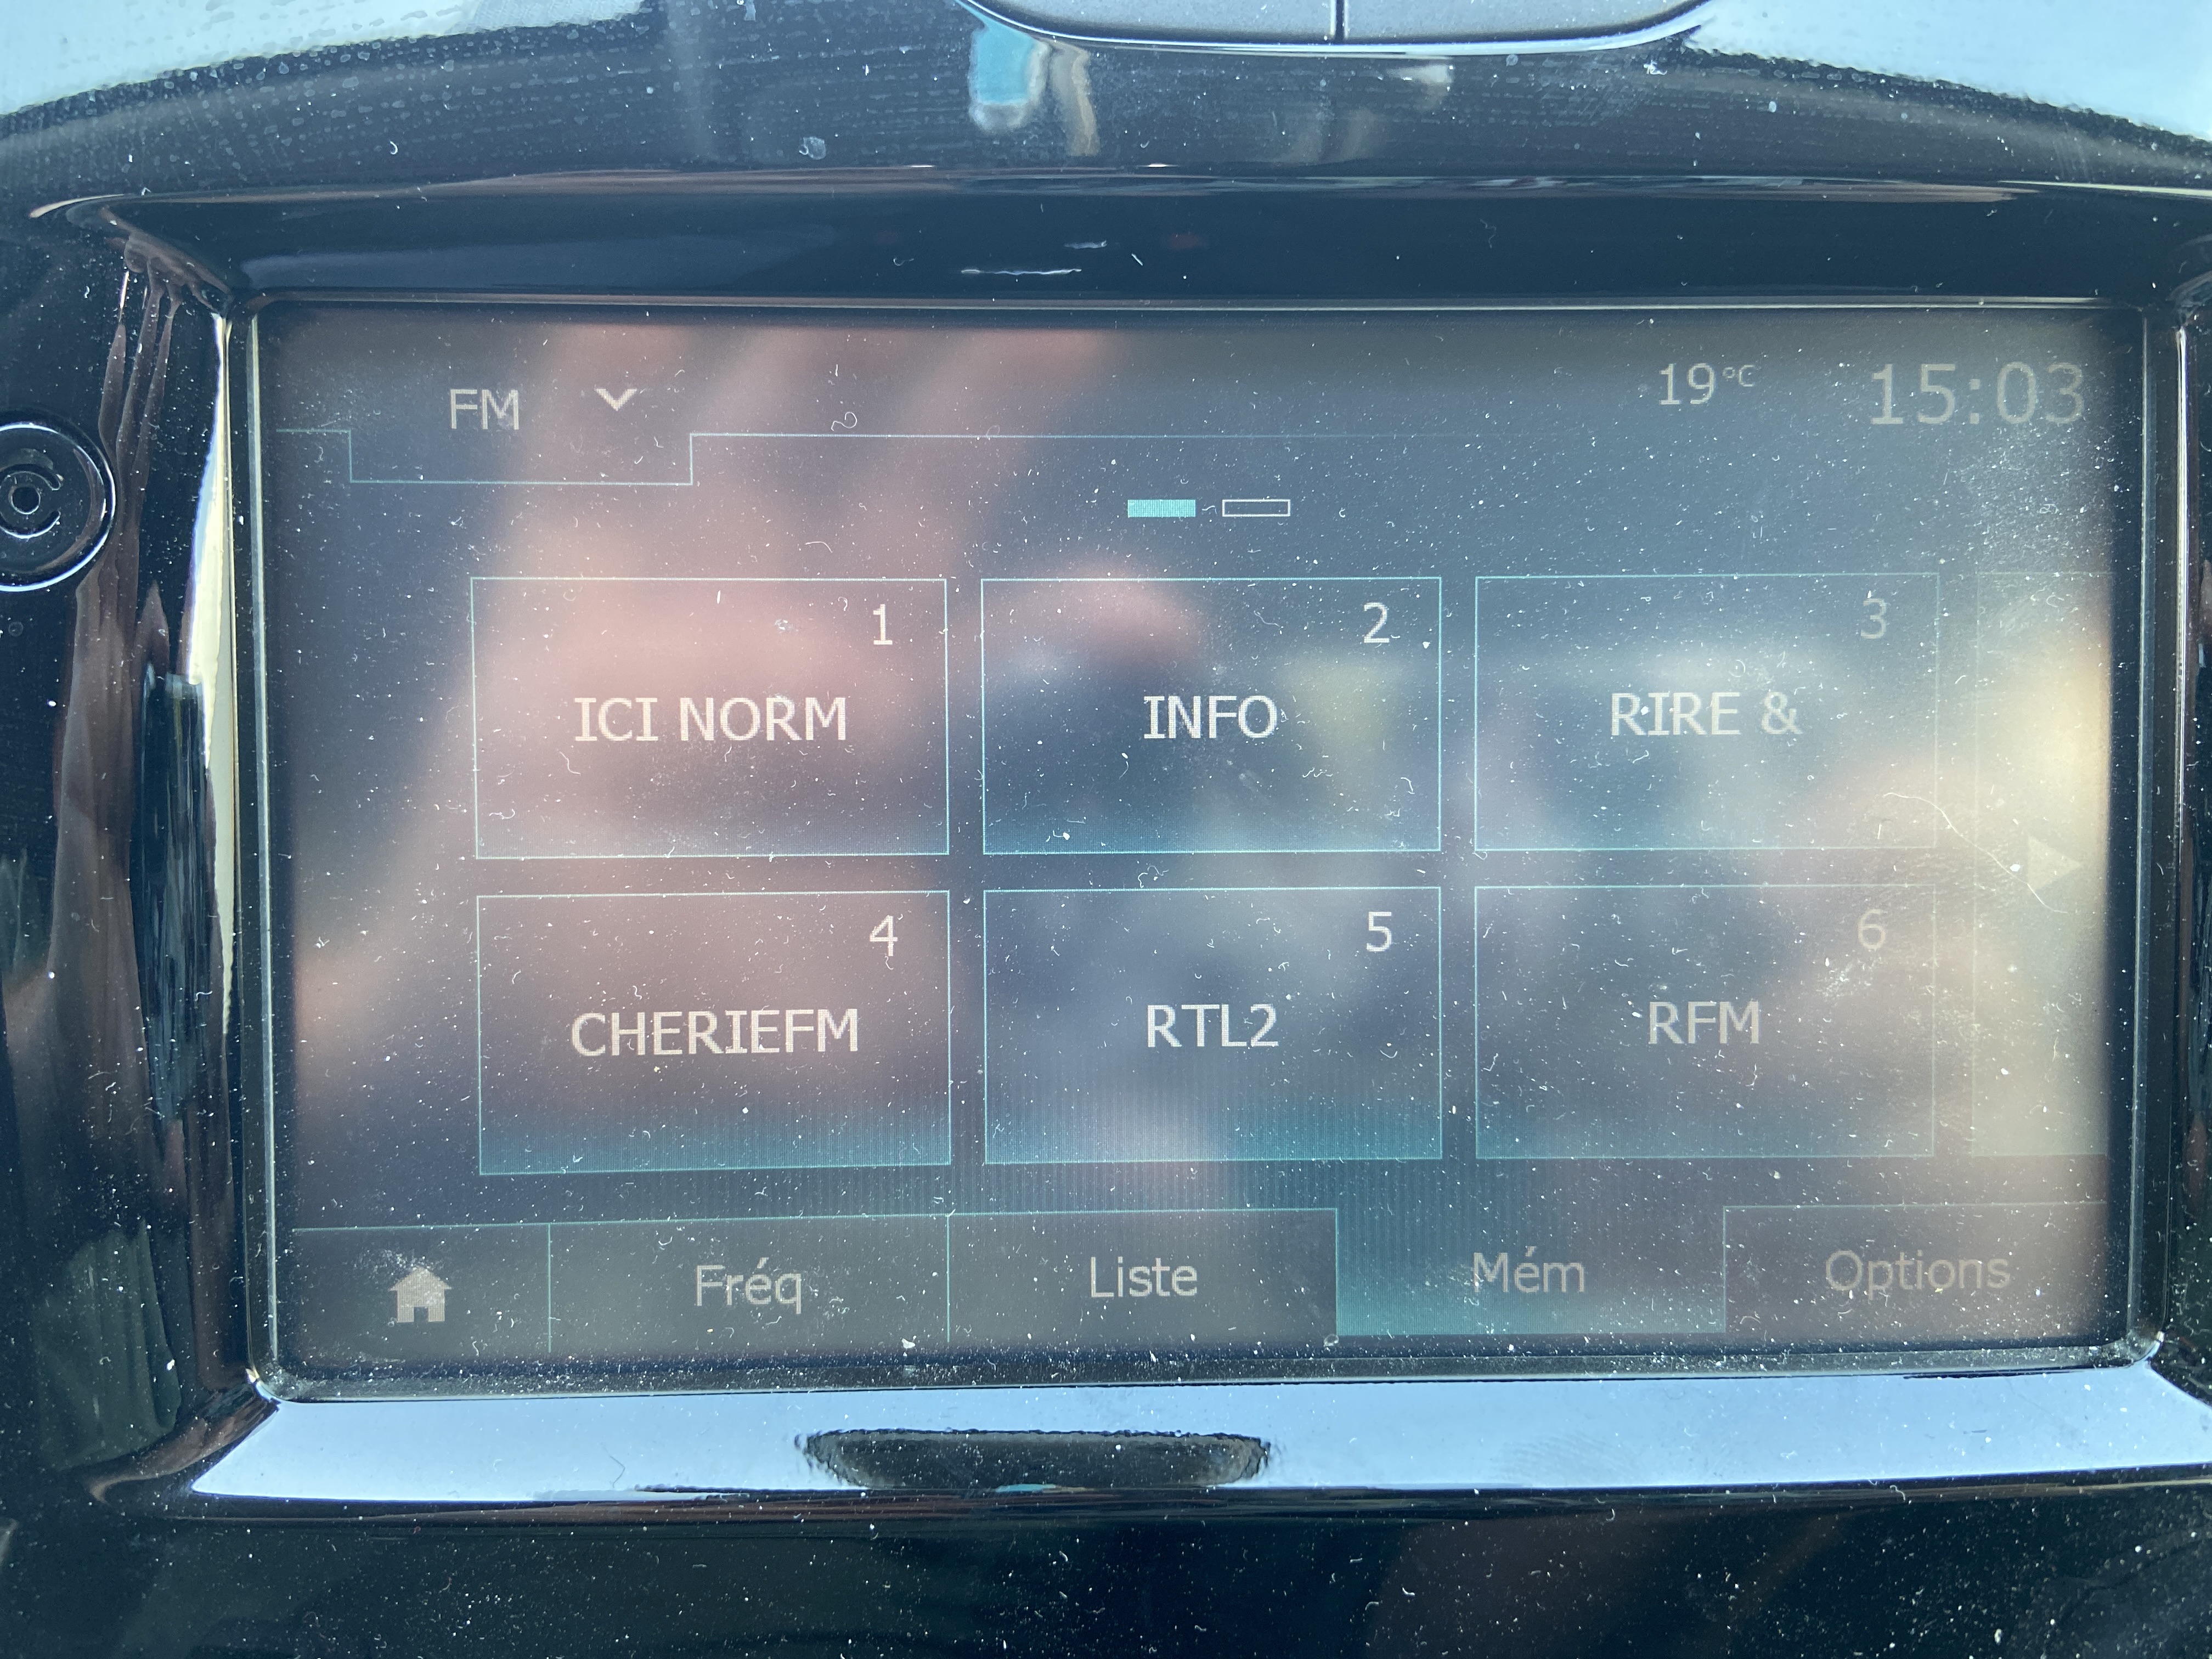 FM
19°C 15:03
1 2 3
ICI NORM INFO RIRE &
4 5 6
CHERIEFM RTL2 RFM
Fréq Liste Mém Options